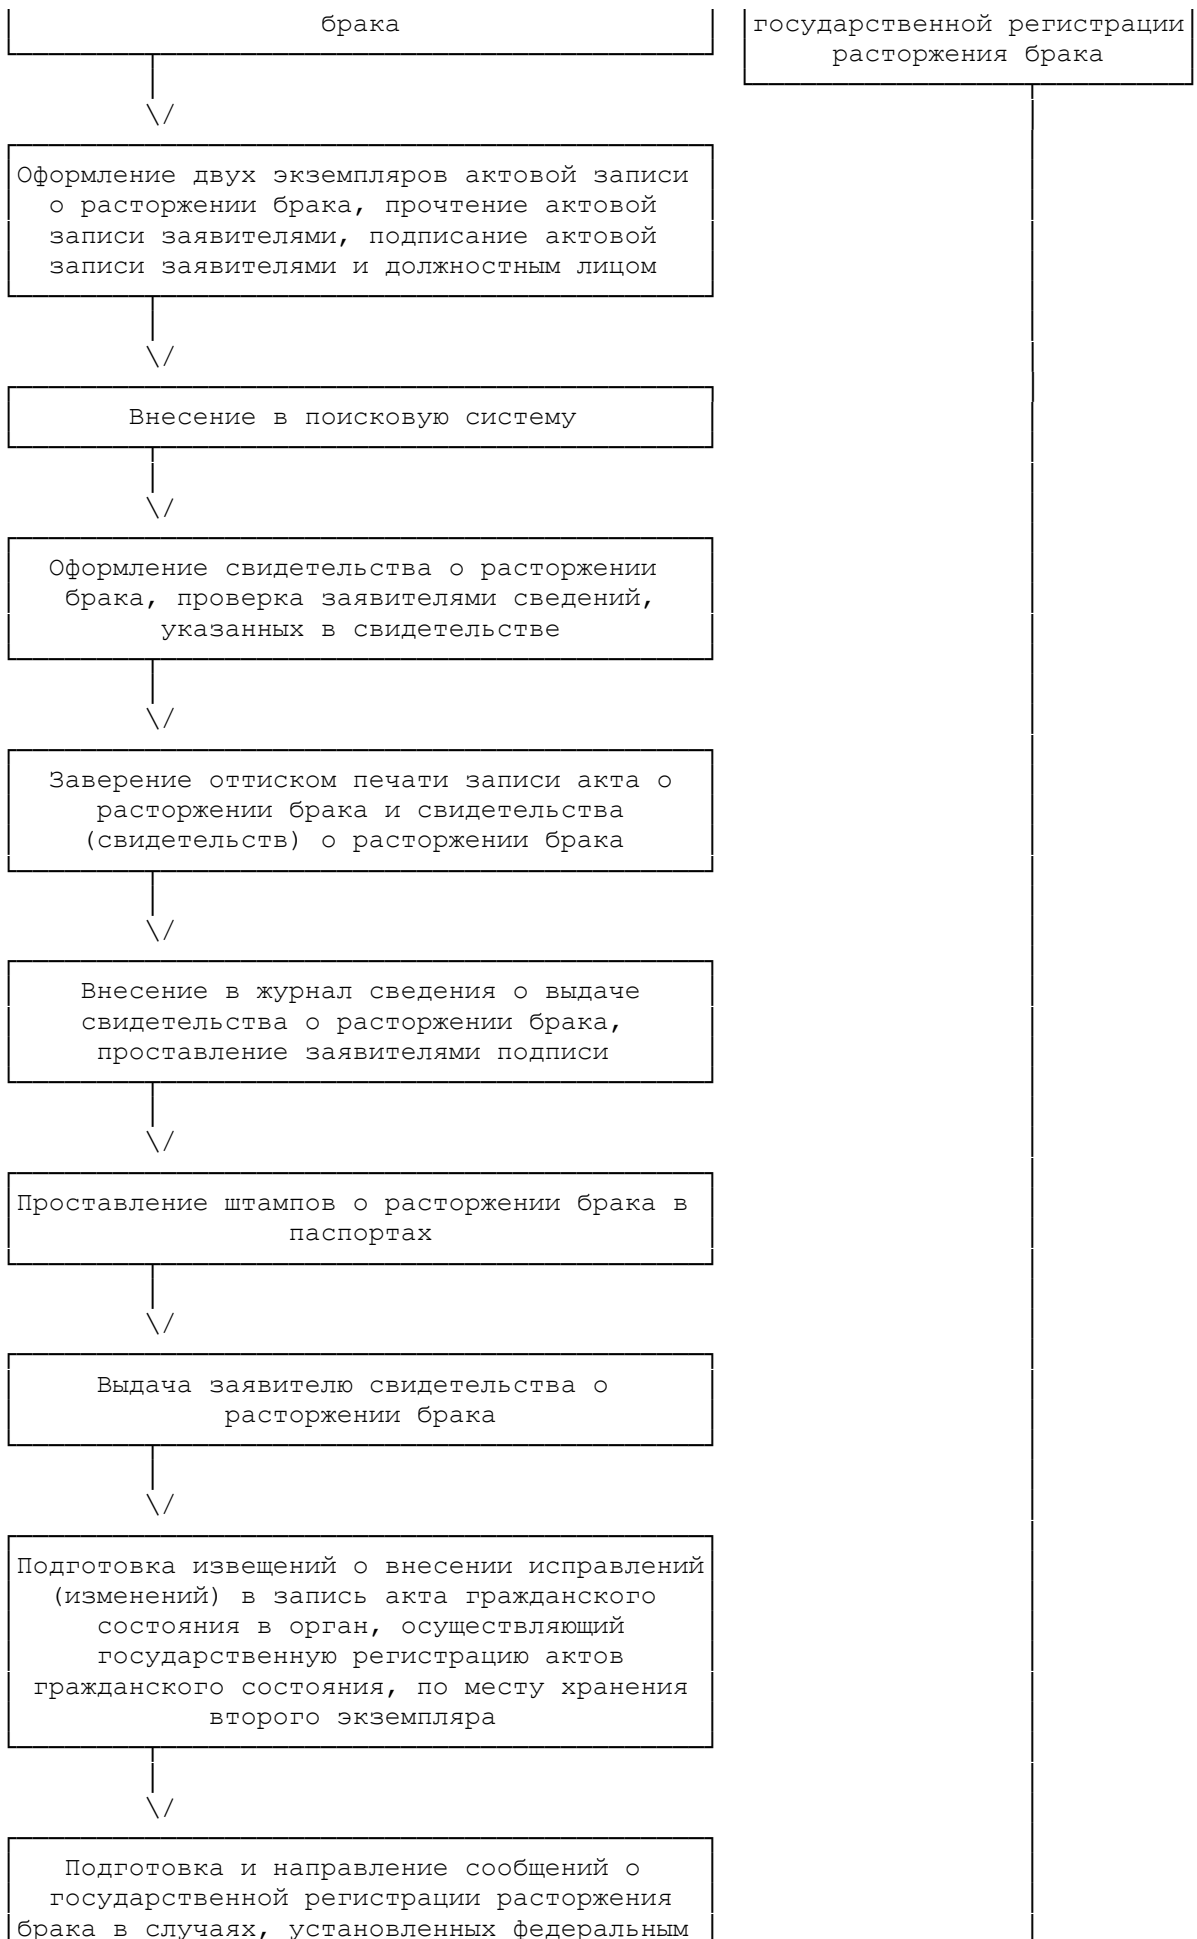 брака
государственной регистрации
расторжения брака
\/
Оформление двух экземпляров актовой записи
о расторжении брака, прочтение актовой
записи заявителями, подписание актовой
записи заявителями и должностным лицом
\/
Внесение в поисковую систему
\/
Оформление свидетельства о расторжении
брака, проверка заявителями сведений,
указанных в свидетельстве
\/
Заверение оттиском печати записи акта о
расторжении брака и свидетельства
(свидетельств) о расторжении брака
\/
Внесение в журнал сведения о выдаче
свидетельства о расторжении брака,
проставление заявителями подписи
\/
Проставление штампов о расторжении брака в
паспортах
\/
Выдача заявителю свидетельства о
расторжении брака
\/
Подготовка извещений о внесении исправлений
(изменений) в запись акта гражданского
состояния в орган, осуществляющий
государственную регистрацию актов
гражданского состояния, по месту хранения
второго экземпляра
\/
Подготовка и направление сообщений о
государственной регистрации расторжения
брака в случаях, установленных федеральным